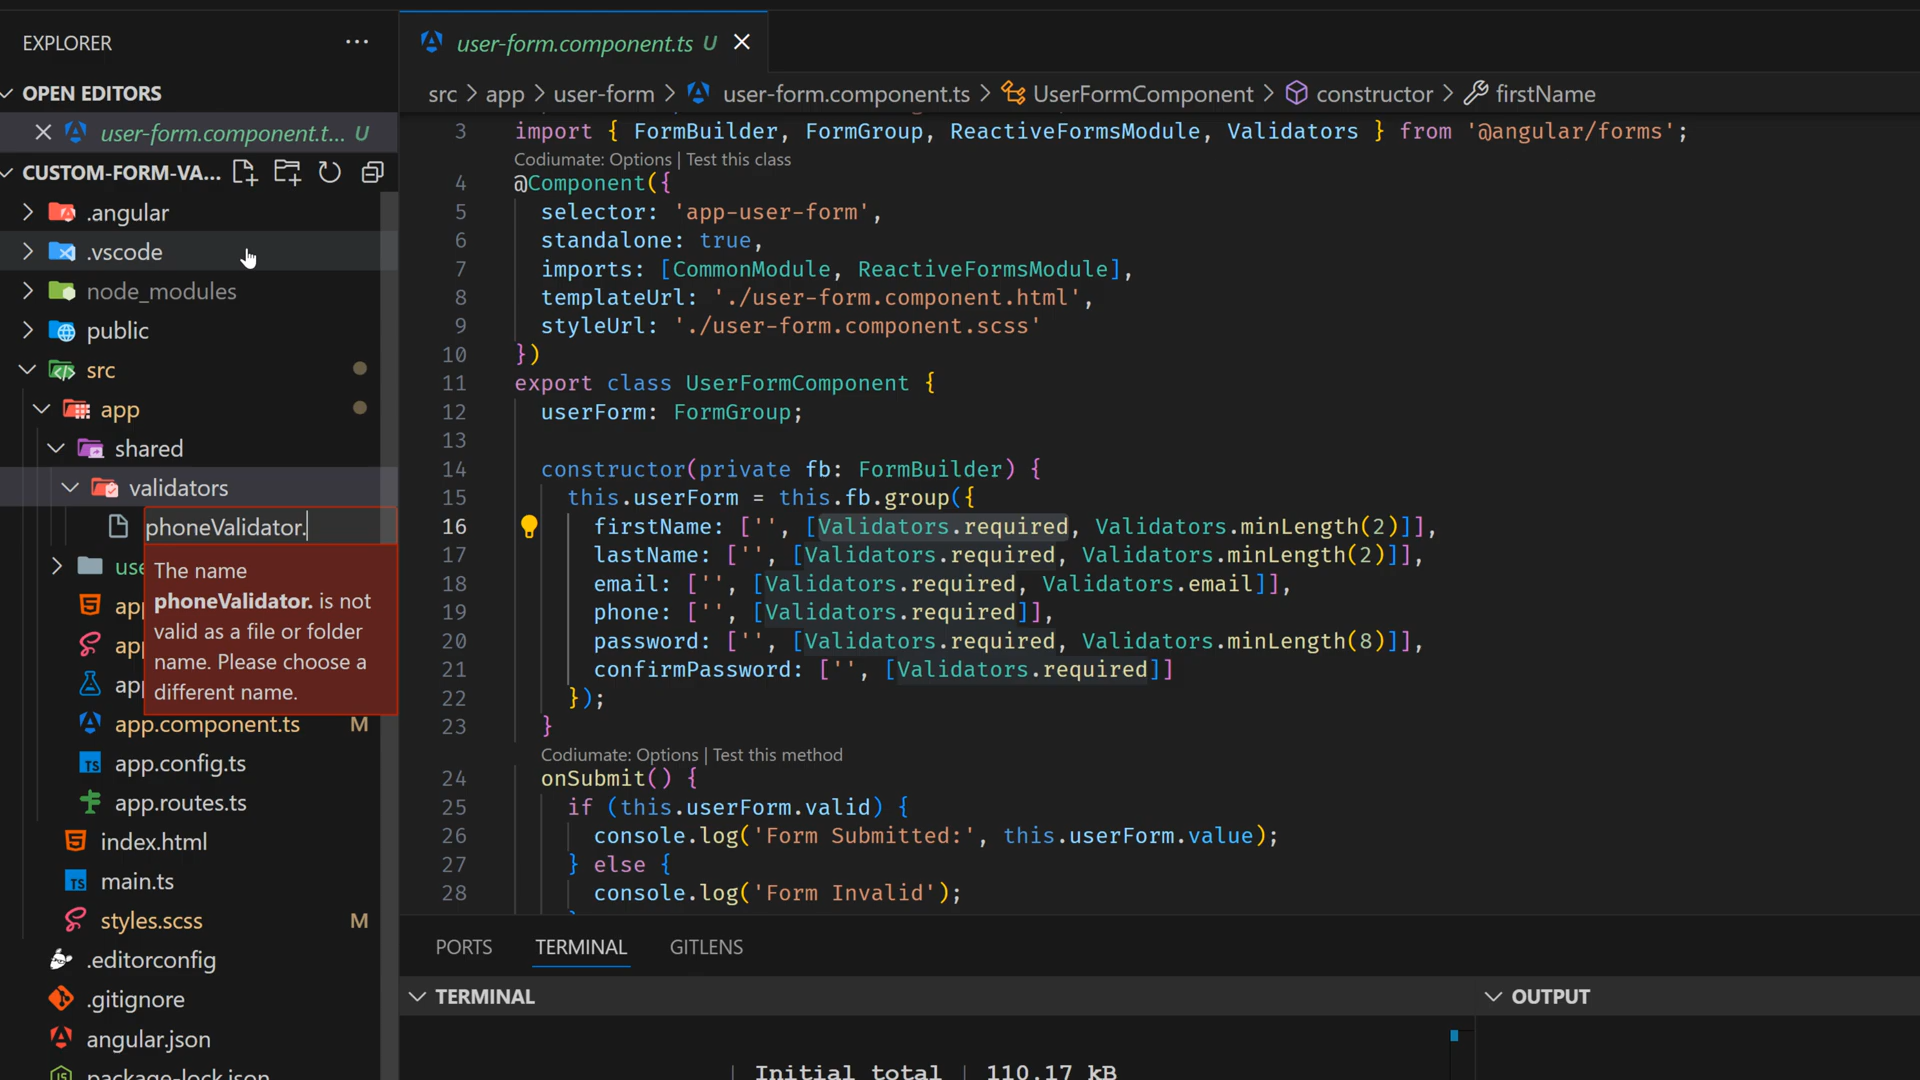 EXPLORER
OPEN EDITORS
user-form.component.t... U
CUSTOM-FORM-VA...
.angular
.vscode
node_modules
public
src
app
shared
validators
phoneValidator.
use
The name
phoneValidator. is not
valid as a file or folder
name. Please choose a
different name.
app
app
app
app.component.ts M
app.config.ts
app.routes.ts
index.html
main.ts
styles.scss M
.editorconfig
.gitignore
angular.json
package-lock.json
user-form.component.ts U
src > app > user-form > user-form.component.ts > UserFormComponent > constructor > firstName
3 import { FormBuilder, FormGroup, ReactiveFormsModule, Validators } from '@angular/forms';
Codiumate: Options | Test this class
4 @Component({
5 selector: 'app-user-form',
6 standalone: true,
7 imports: [CommonModule, ReactiveFormsModule],
8 templateUrl: './user-form.component.html',
9 styleUrl: './user-form.component.scss'
10 })
11 export class UserFormComponent {
12 userForm: FormGroup;
13
14 constructor(private fb: FormBuilder) {
15 this.userForm = this.fb.group({
16 firstName: ['', [Validators.required, Validators.minLength(2)]],
17 lastName: ['', [Validators.required, Validators.minLength(2)]],
18 email: ['', [Validators.required, Validators.email]],
19 phone: ['', [Validators.required]],
20 password: ['', [Validators.required, Validators.minLength(8)]],
21 confirmPassword: ['', [Validators.required]]
22 });
23 }
Codiumate: Options | Test this method
24 onSubmit() {
25 if (this.userForm.valid) {
26 console.log('Form Submitted:', this.userForm.value);
27 } else {
28 console.log('Form Invalid');
PORTS TERMINAL GITLENS
TERMINAL
OUTPUT
| Initial total | 110.17 kB